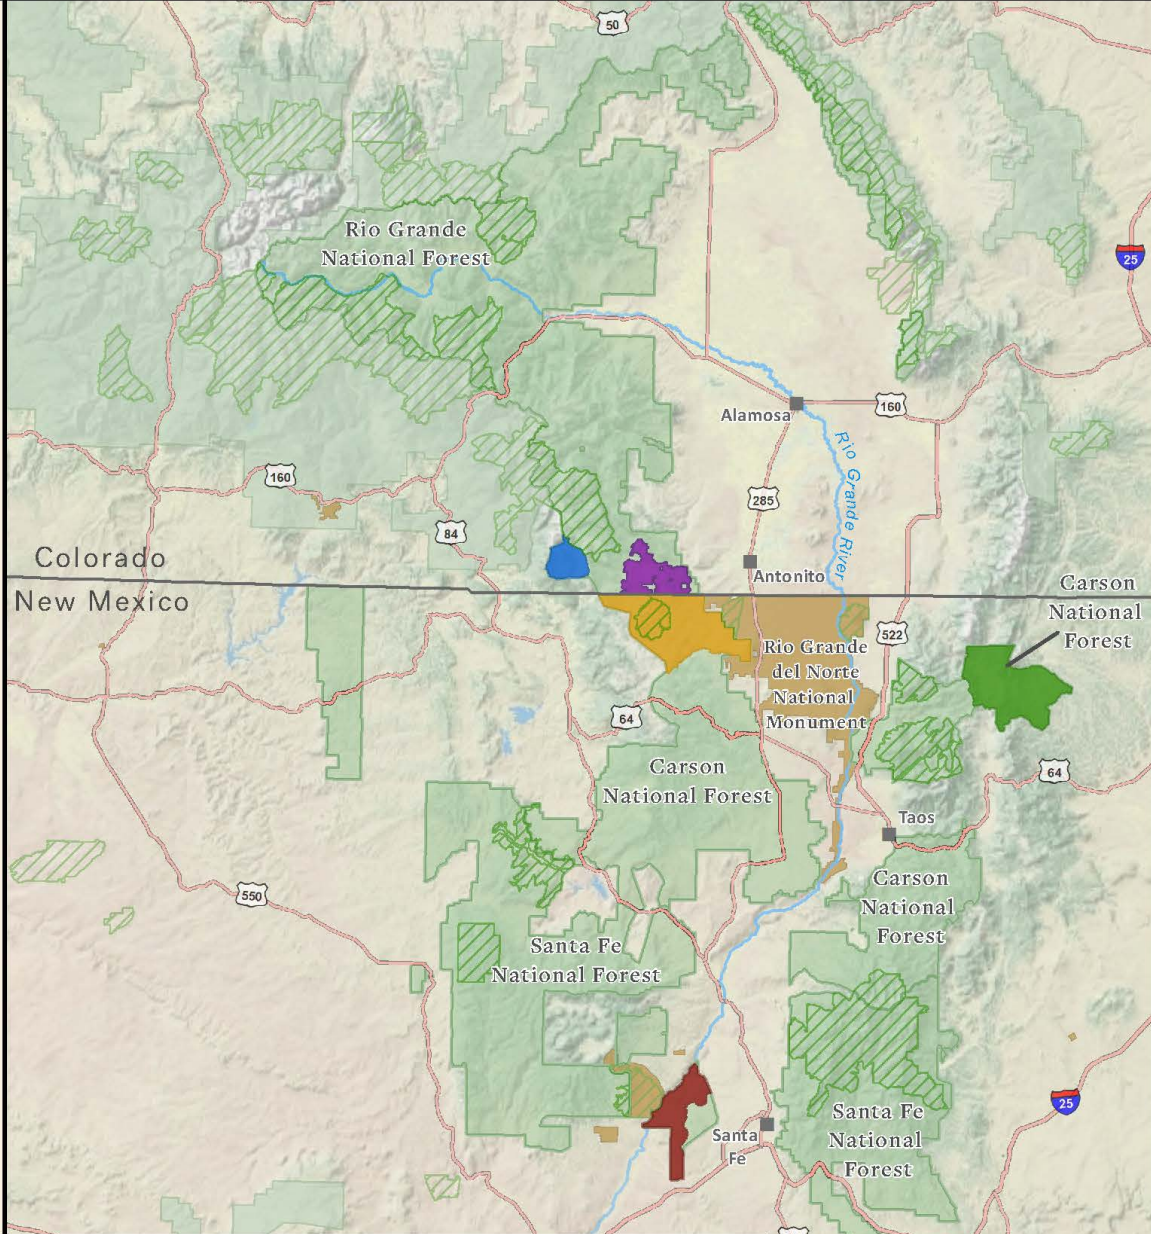 50
Rio Grande
National Forest
25
Alamosa
160
Rio Grande River
160
285
84
Colorado
Antonito
New Mexico
Carson
National
Forest
522
Rio Grande
del Norte
National
Monument
64
Carson
National Forest
64
Taos
Carson
National
Forest
550
Santa Fe
National Forest
25
Santa Fe
National
Forest
Santa
Fe